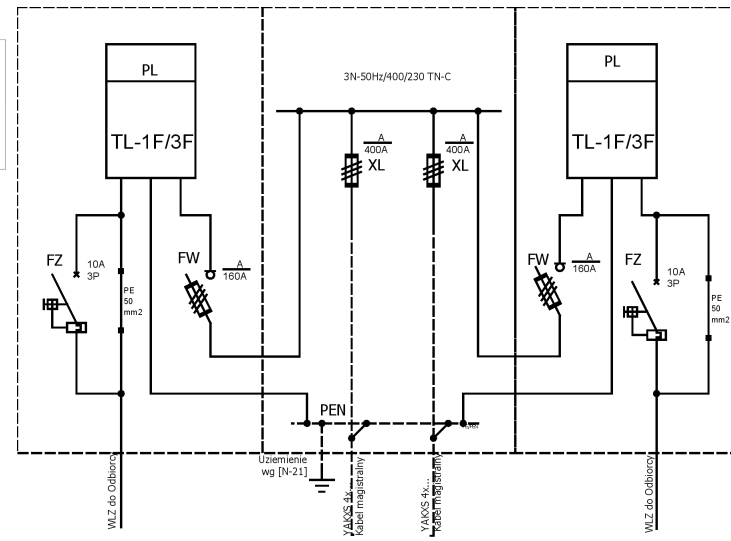 PL
TL-1F/3F
FZ
10A
3P
PE
50
mm2
FW
A
160A
3N-50Hz/400/230 TN-C
A
400A
XL
A
400A
XL
PL
TL-1F/3F
FW
A
160A
FZ
10A
3P
PE
50
mm2
PEN
Uziemienie
wg [N-21]
WLZ do Odbiorcy
YAKXS 4x...
Kabel magistralny
YAKXS 4x...
Kabel magistralny
WLZ do Odbiorcy